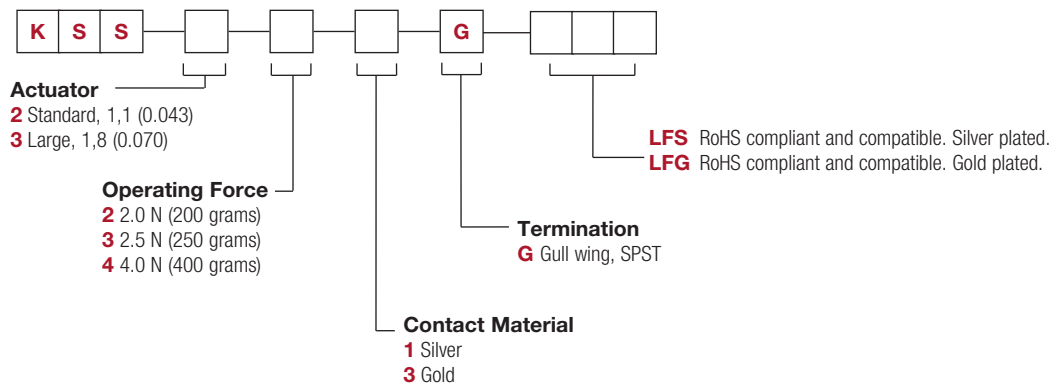 K S S G
Actuator
2 Standard, 1,1 (0.043)
3 Large, 1,8 (0.070)
LFS RoHS compliant and compatible. Silver plated.
LFG RoHS compliant and compatible. Gold plated.
Operating Force
2 2.0 N (200 grams)
3 2.5 N (250 grams)
4 4.0 N (400 grams)
Termination
G Gull wing, SPST
Contact Material
1 Silver
3 Gold